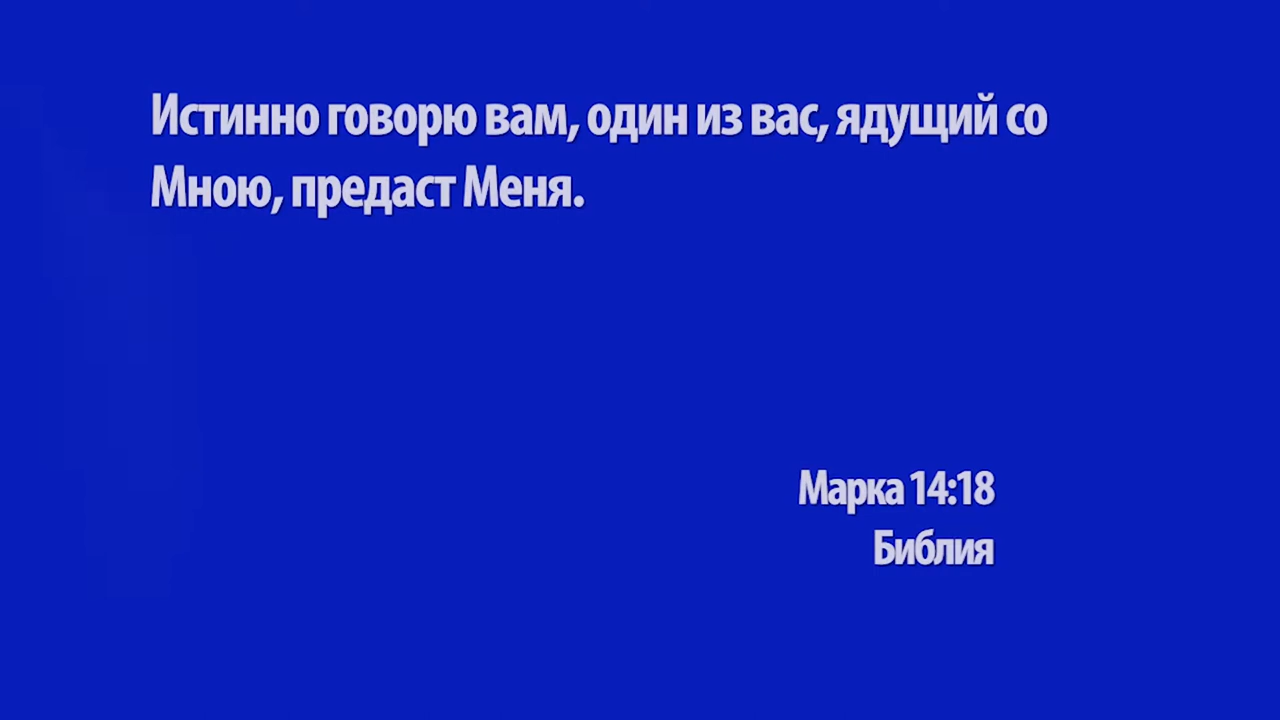 Истинно говорю вам, один из вас, ядущий со
Мною, предаст Меня.
Марка 14:18
Библия